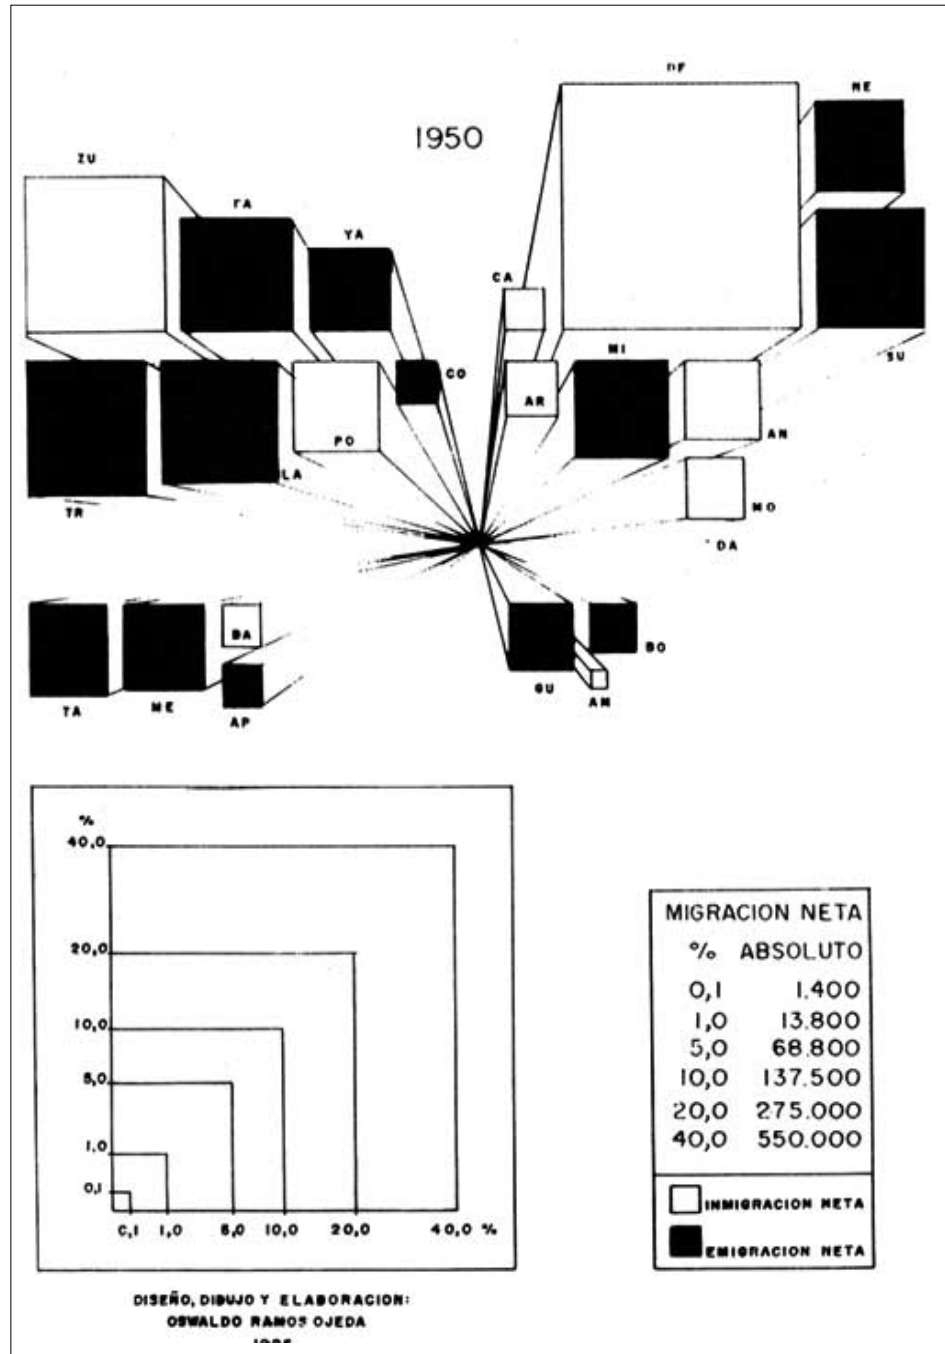 DF
NE
1950
ZU
FA
YA
CA
MI
SU
CO
AR
PO
AN
LA
MO
TR
DA
BA
BO
GU
AM
TA
ME
AP
%
40,0
20,0
10,0
5,0
1,0
0,1
0,1 1,0 5,0 10,0 20,0 40,0 %
MIGRACION NETA
% ABSOLUTO
0,1 1.400
1,0 13.800
5,0 68.800
10,0 137.500
20,0 275.000
40,0 550.000
INMIGRACION NETA
EMIGRACION NETA
DISEÑO, DIBUJO Y ELABORACION:
OSWALDO RAMOS OJEDA